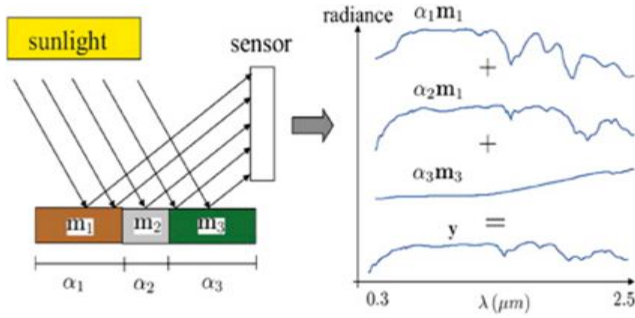 sunlight
sensor
m₁ m₂ m₃
α₁ α₂ α₃
radiance
α₁m₁
+
α₂m₁
+
α₃m₃
y =
0.3 λ(μm) 2.5